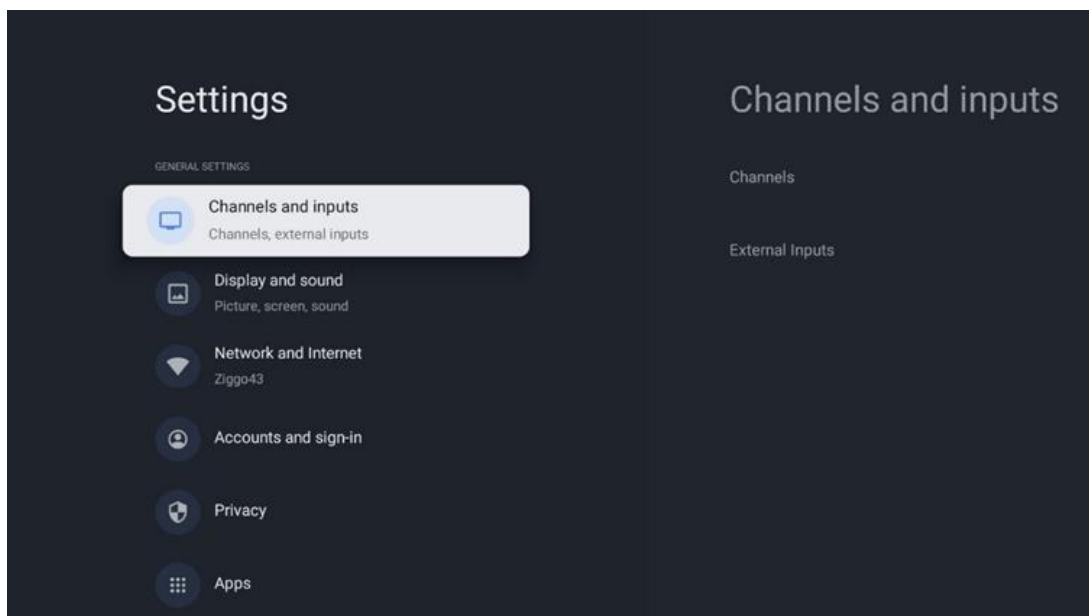 Settings
GENERAL SETTINGS
Channels and inputs
Channels, external inputs
Display and sound
Picture, screen, sound
Network and Internet
Ziggo43
Accounts and sign-in
Privacy
Apps
Channels and inputs
Channels
External Inputs